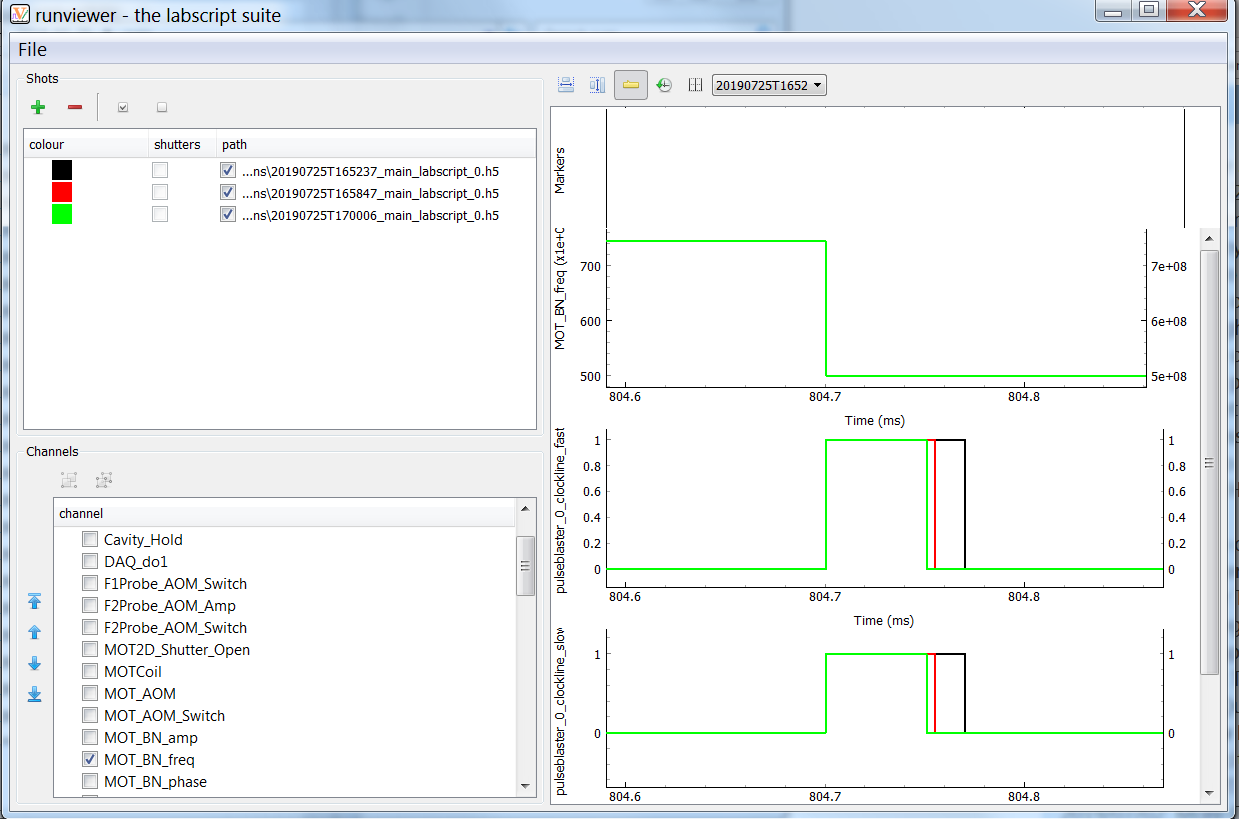 runviewer - the labscript suite
File
Shots
colour shutters path
...ns\20190725T165237_main_labscript_0.h5
...ns\20190725T165847_main_labscript_0.h5
...ns\20190725T170006_main_labscript_0.h5
Channels
channel
Cavity_Hold
DAQ_do1
F1Probe_AOM_Switch
F2Probe_AOM_Amp
F2Probe_AOM_Switch
MOT2D_Shutter_Open
MOTCoil
MOT_AOM
MOT_AOM_Switch
MOT_BN_amp
MOT_BN_freq
MOT_BN_phase
20190725T1652
Markers
MOT_BN_freq (x1e+0
700 7e+08
600 6e+08
500 5e+08
804.6 804.7 804.8
Time (ms)
pulseblaster_0_clockline_fast
1 1
0.8 0.8
0.6 0.6
0.4 0.4
0.2 0.2
0 0
804.6 804.7 804.8
Time (ms)
pulseblaster_0_clockline_slow
1 1
0 0
804.6 804.7 804.8